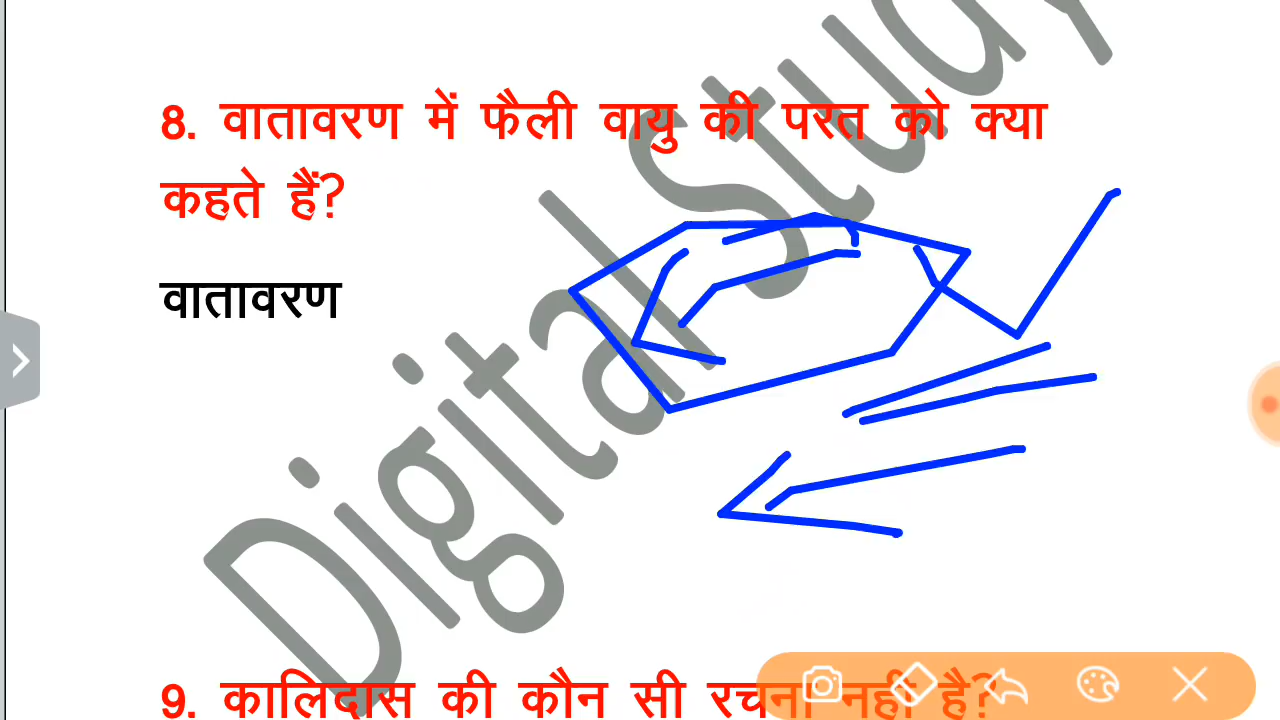 8. वातावरण में फैली वायु की परत को क्या
कहते हैं?
वातावरण
Digital Study
9. कालिदास की कौन सी रचना नही है?